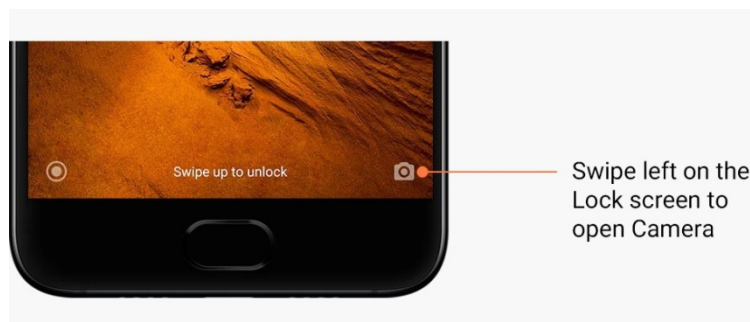 Swipe up to unlock
Swipe left on the
Lock screen to
open Camera